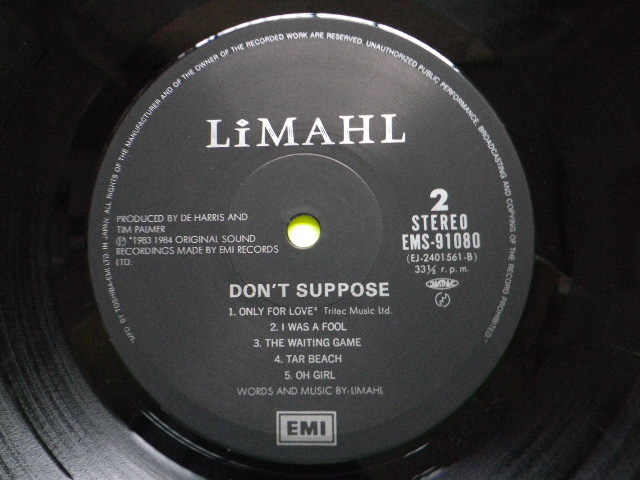 "MFD BY TOSHIBA-EMI LTD. IN JAPAN. ALL RIGHTS OF THE MANUFACTURER AND OF THE OWNER OF THE RECORDED WORK ARE RESERVED. UNAUTHORIZED PUBLIC PERFORMANCE, BROADCASTING AND COPYING OF THE RECORD PROHIBITED"
LiMAHL
PRODUCED BY DE HARRIS AND
TIM PALMER
℗ *1983 1984 ORIGINAL SOUND
RECORDINGS MADE BY EMI RECORDS
LTD.
2
STEREO
EMS-91080
(EJ-2401561-B)
33⅓ r.p.m.
DON'T SUPPOSE
1. ONLY FOR LOVE* Tritec Music Ltd.
2. I WAS A FOOL
3. THE WAITING GAME
4. TAR BEACH
5. OH GIRL
WORDS AND MUSIC BY: LIMAHL
EMI